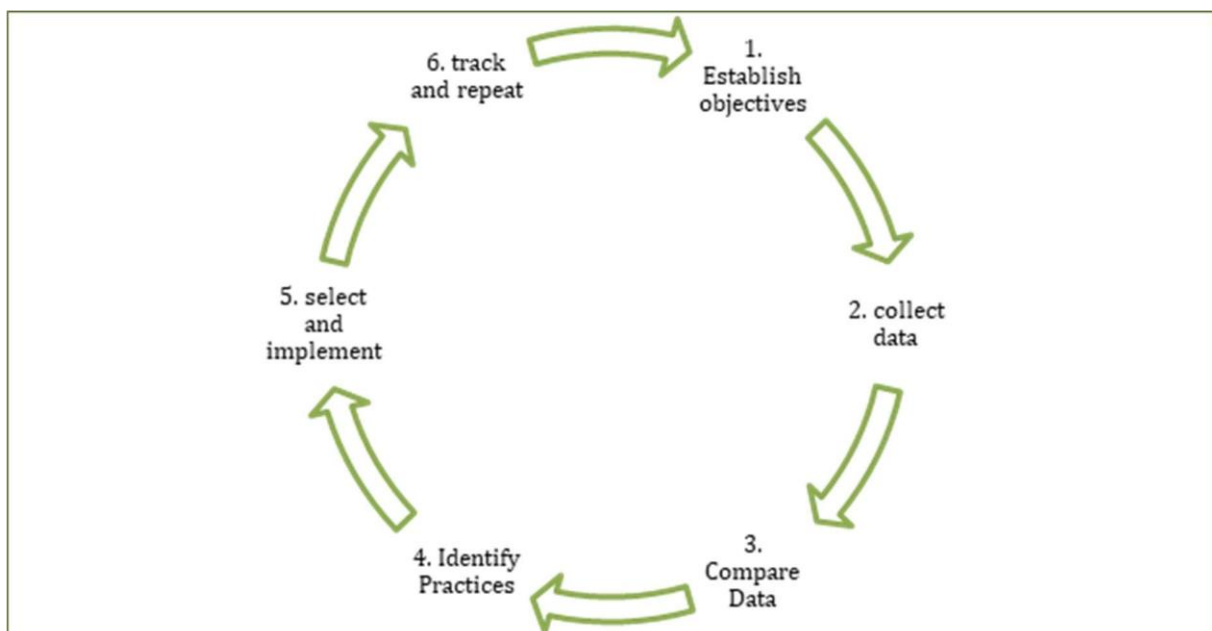 1.
Establish
objectives
2. collect
data
3.
Compare
Data
4. Identify
Practices
5. select
and
implement
6. track
and repeat